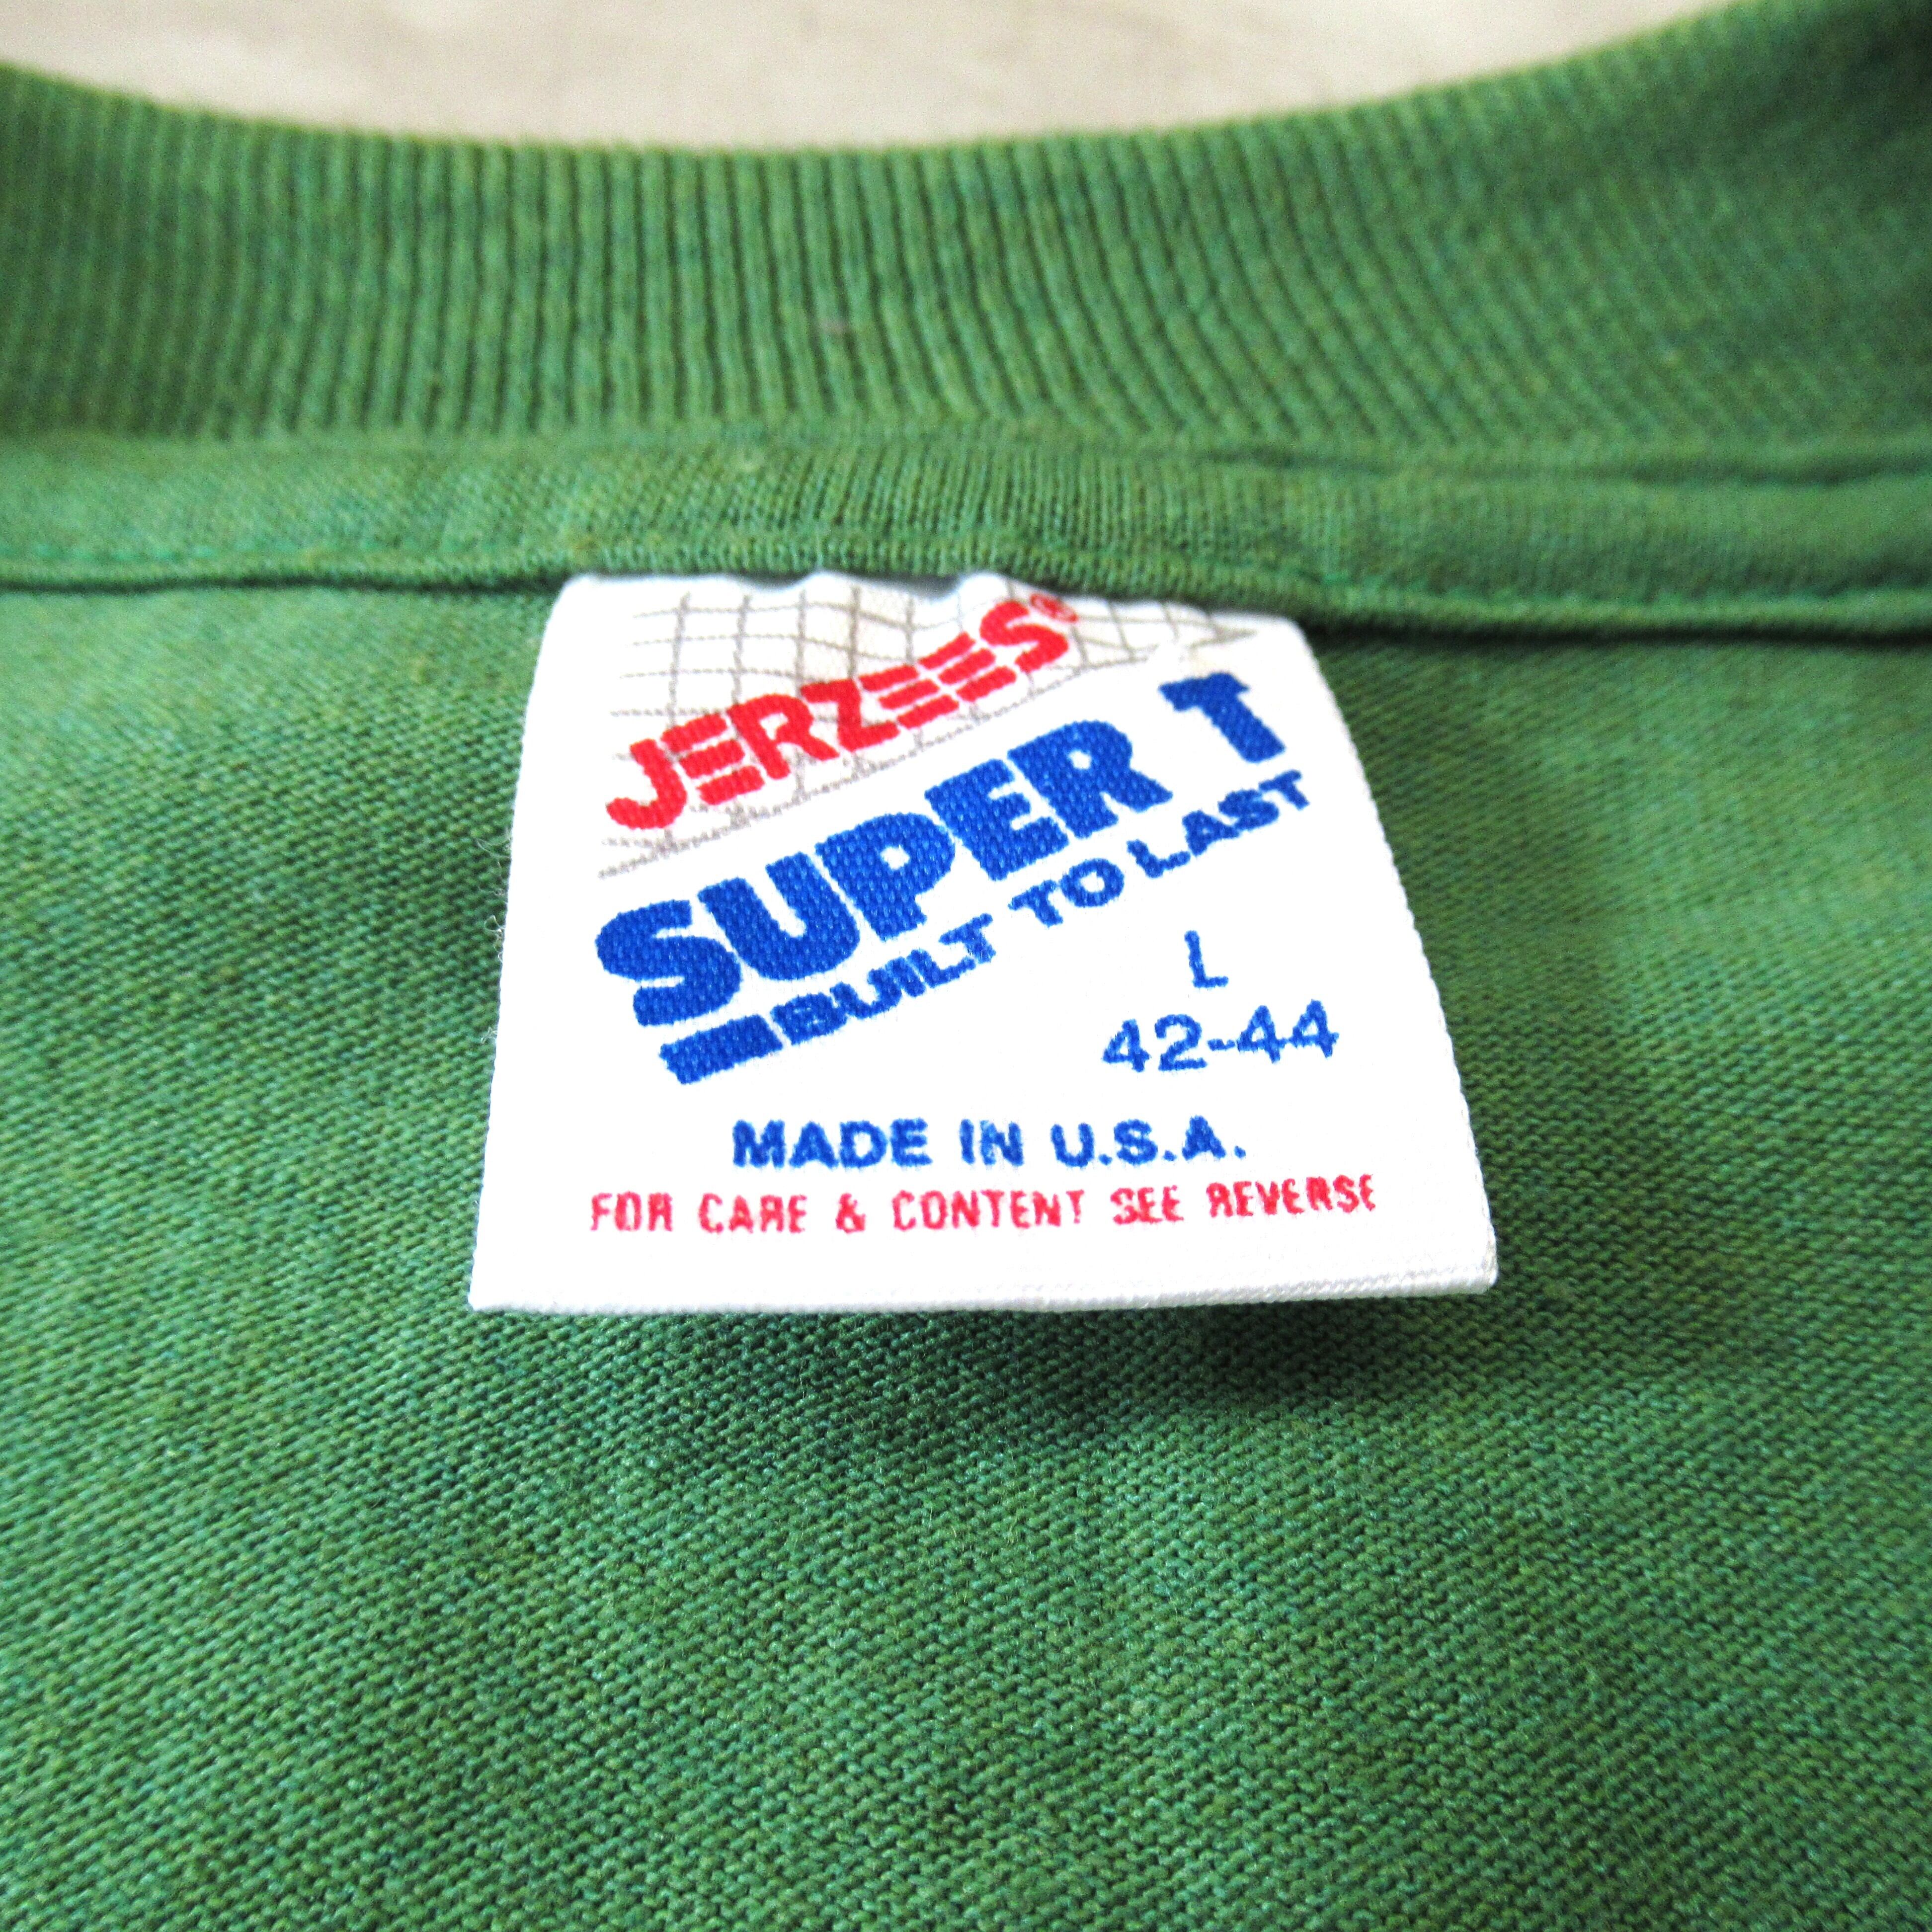 JERZEES®
SUPER T
BUILT TO LAST
L
42-44
MADE IN U.S.A.
FOR CARE & CONTENT SEE REVERSE